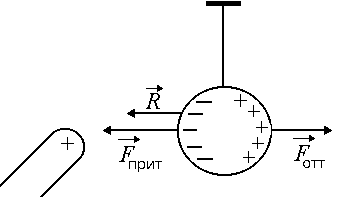 R
F прит
F отт
+
− − − − −
+ + + + +